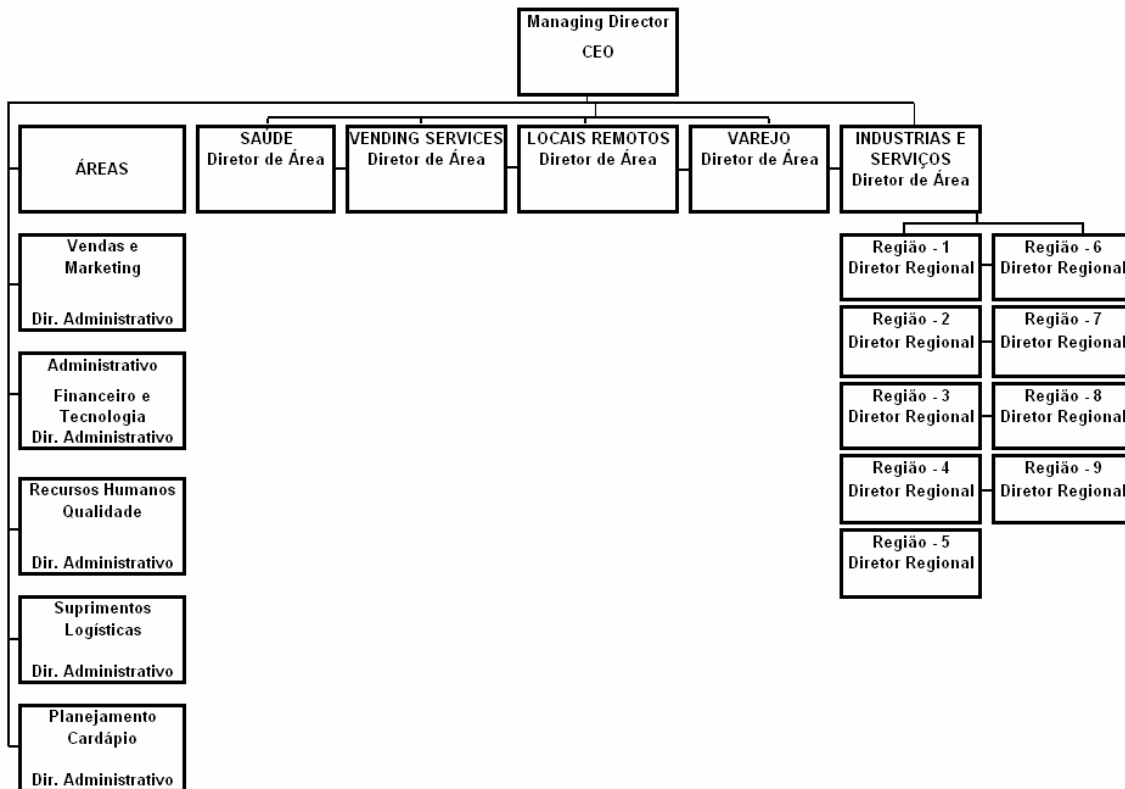 Managing Director
CEO
ÁREAS
SAÚDE
Diretor de Área
VENDING SERVICES
Diretor de Área
LOCAIS REMOTOS
Diretor de Área
VAREJO
Diretor de Área
INDUSTRIAS E
SERVIÇOS
Diretor de Área
Vendas e
Marketing
Dir. Administrativo
Administrativo
Financeiro e
Tecnologia
Dir. Administrativo
Recursos Humanos
Qualidade
Dir. Administrativo
Suprimentos
Logísticas
Dir. Administrativo
Planejamento
Cardápio
Dir. Administrativo
Região - 1
Diretor Regional
Região - 6
Diretor Regional
Região - 2
Diretor Regional
Região - 7
Diretor Regional
Região - 3
Diretor Regional
Região - 8
Diretor Regional
Região - 4
Diretor Regional
Região - 9
Diretor Regional
Região - 5
Diretor Regional